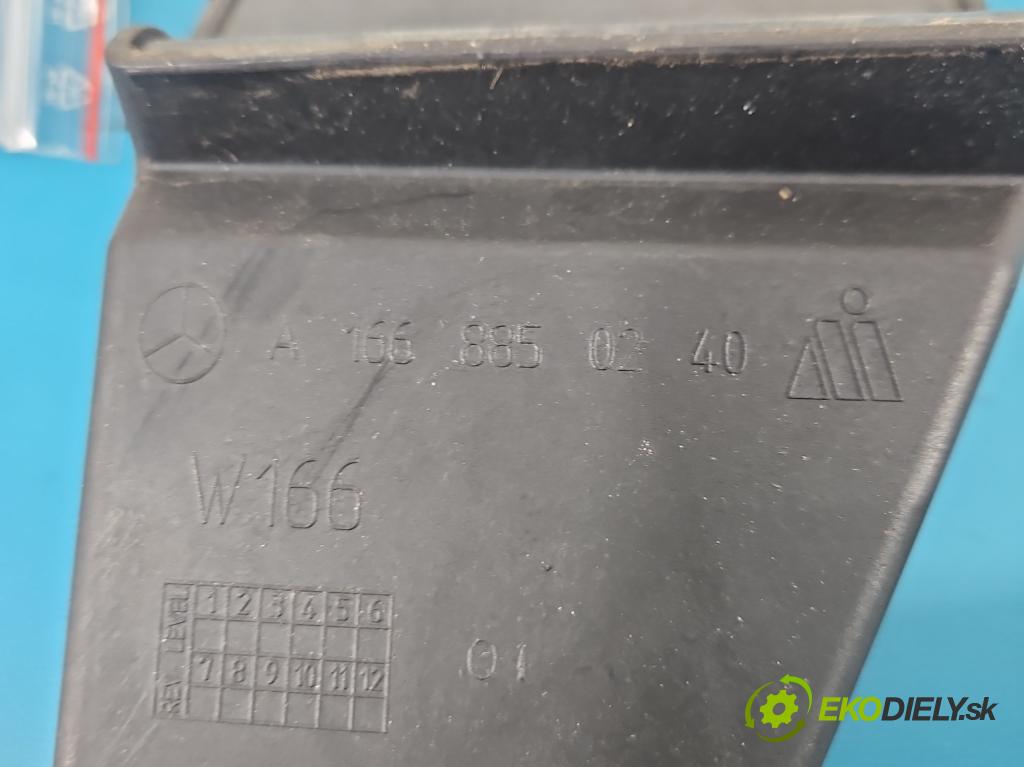 A 166 885 02 40
W166
REV LEVEL
1 2 3 4 5 6
7 8 9 10 11 12
01
EKODIELY.sk